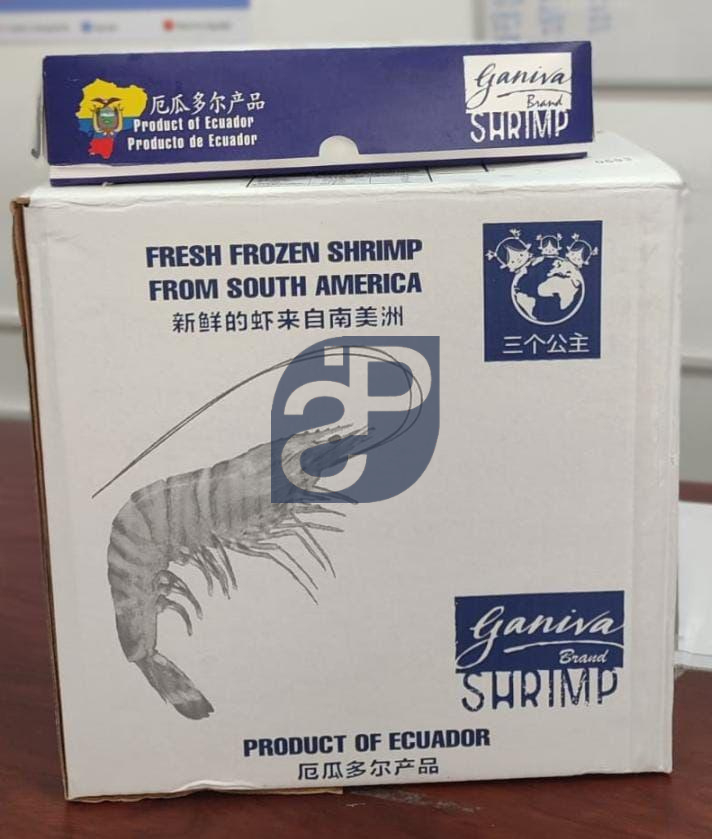 厄瓜多尔产品
Product of Ecuador
Producto de Ecuador
Ganiva
Brand
SHRIMP
FRESH FROZEN SHRIMP
FROM SOUTH AMERICA
新鲜的虾来自南美洲
三个公主
Ganiva
Brand
SHRIMP
PRODUCT OF ECUADOR
厄瓜多尔产品